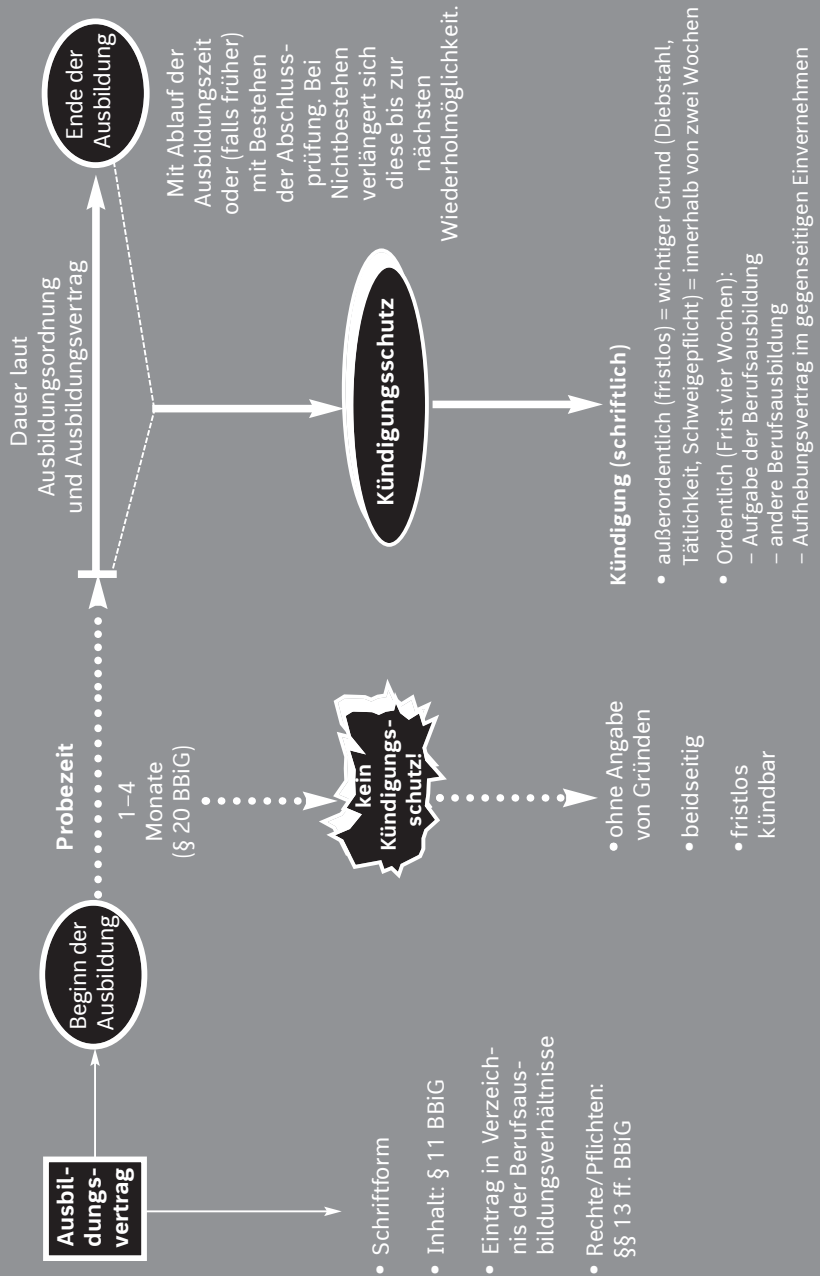 Ausbil-
dungs-
vertrag
• Schriftform
• Inhalt: § 11 BBiG
• Eintrag in Verzeich-
nis der Berufsaus-
bildungsverhältnisse
• Rechte/Pflichten:
§§ 13 ff. BBiG
Beginn der
Ausbildung
Probezeit
1–4
Monate
(§ 20 BBiG)
kein
Kündigungs-
schutz!
• ohne Angabe
von Gründen
• beidseitig
• fristlos
kündbar
Dauer laut
Ausbildungsordnung
und Ausbildungsvertrag
Kündigungsschutz
Kündigung (schriftlich)
• außerordentlich (fristlos) = wichtiger Grund (Diebstahl,
Tätlichkeit, Schweigepflicht) = innerhalb von zwei Wochen
• Ordentlich (Frist vier Wochen):
– Aufgabe der Berufsausbildung
– andere Berufsausbildung
– Aufhebungsvertrag im gegenseitigen Einvernehmen
Ende der
Ausbildung
Mit Ablauf der
Ausbildungszeit
oder (falls früher)
mit Bestehen
der Abschluss-
prüfung. Bei
Nichtbestehen
verlängert sich
diese bis zur
nächsten
Wiederholmöglichkeit.